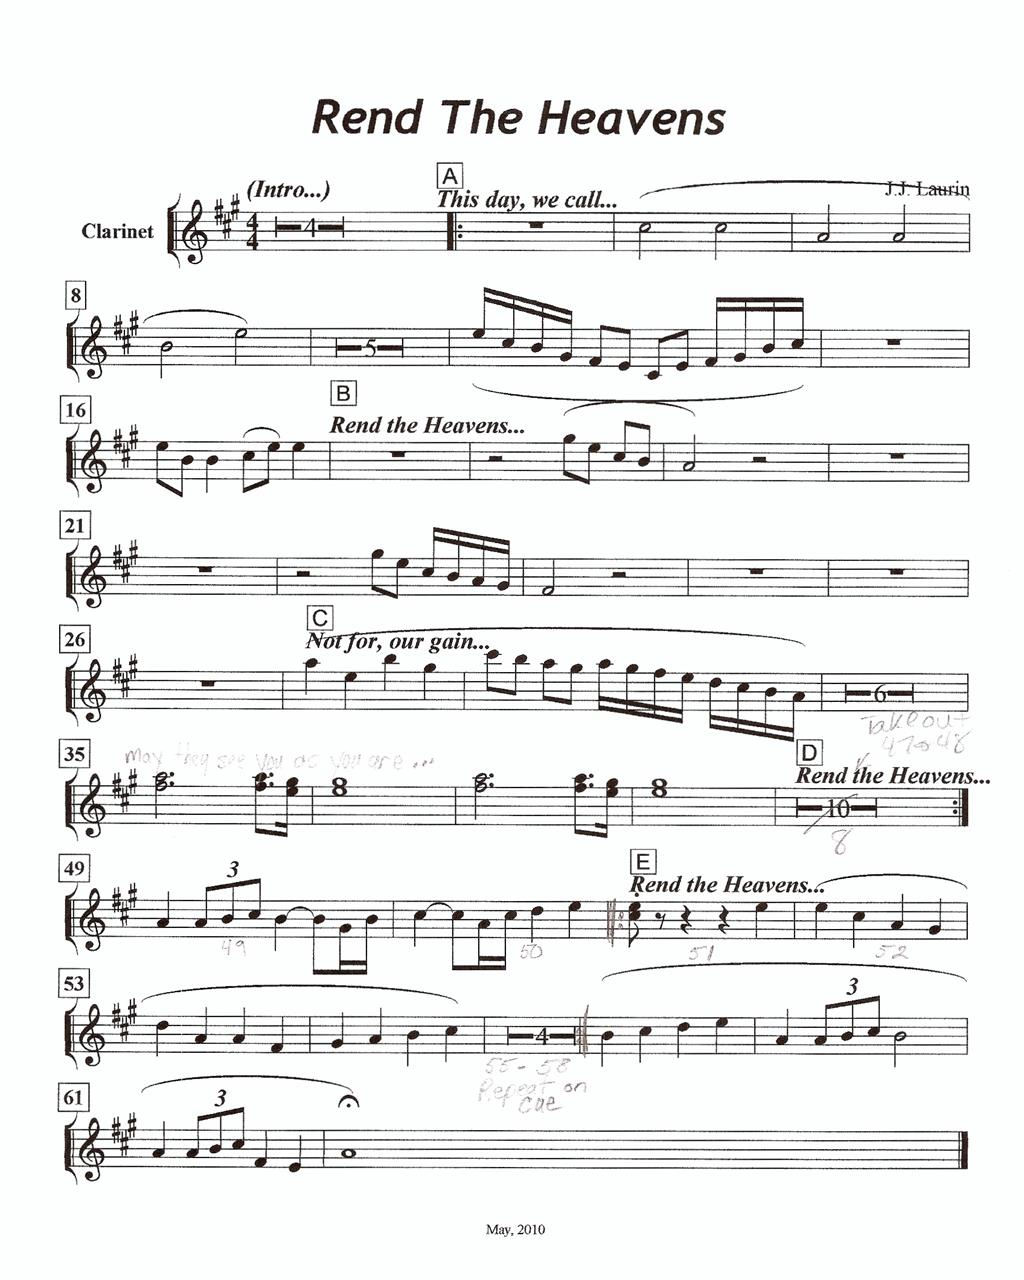 Rend The Heavens
A
(Intro...)
This day, we call...
J.J. Laurin
Clarinet
4
4
4
8
5
B
16
Rend the Heavens...
21
C
26
Not for, our gain...
6
Take out
47 & 48
35
may they see you as you are...
D
Rend the Heavens...
10
8
49
3
E
Rend the Heavens...
49
50
51
52
53
3
4
55 - 58
Repeat on
cue
61
3
May, 2010